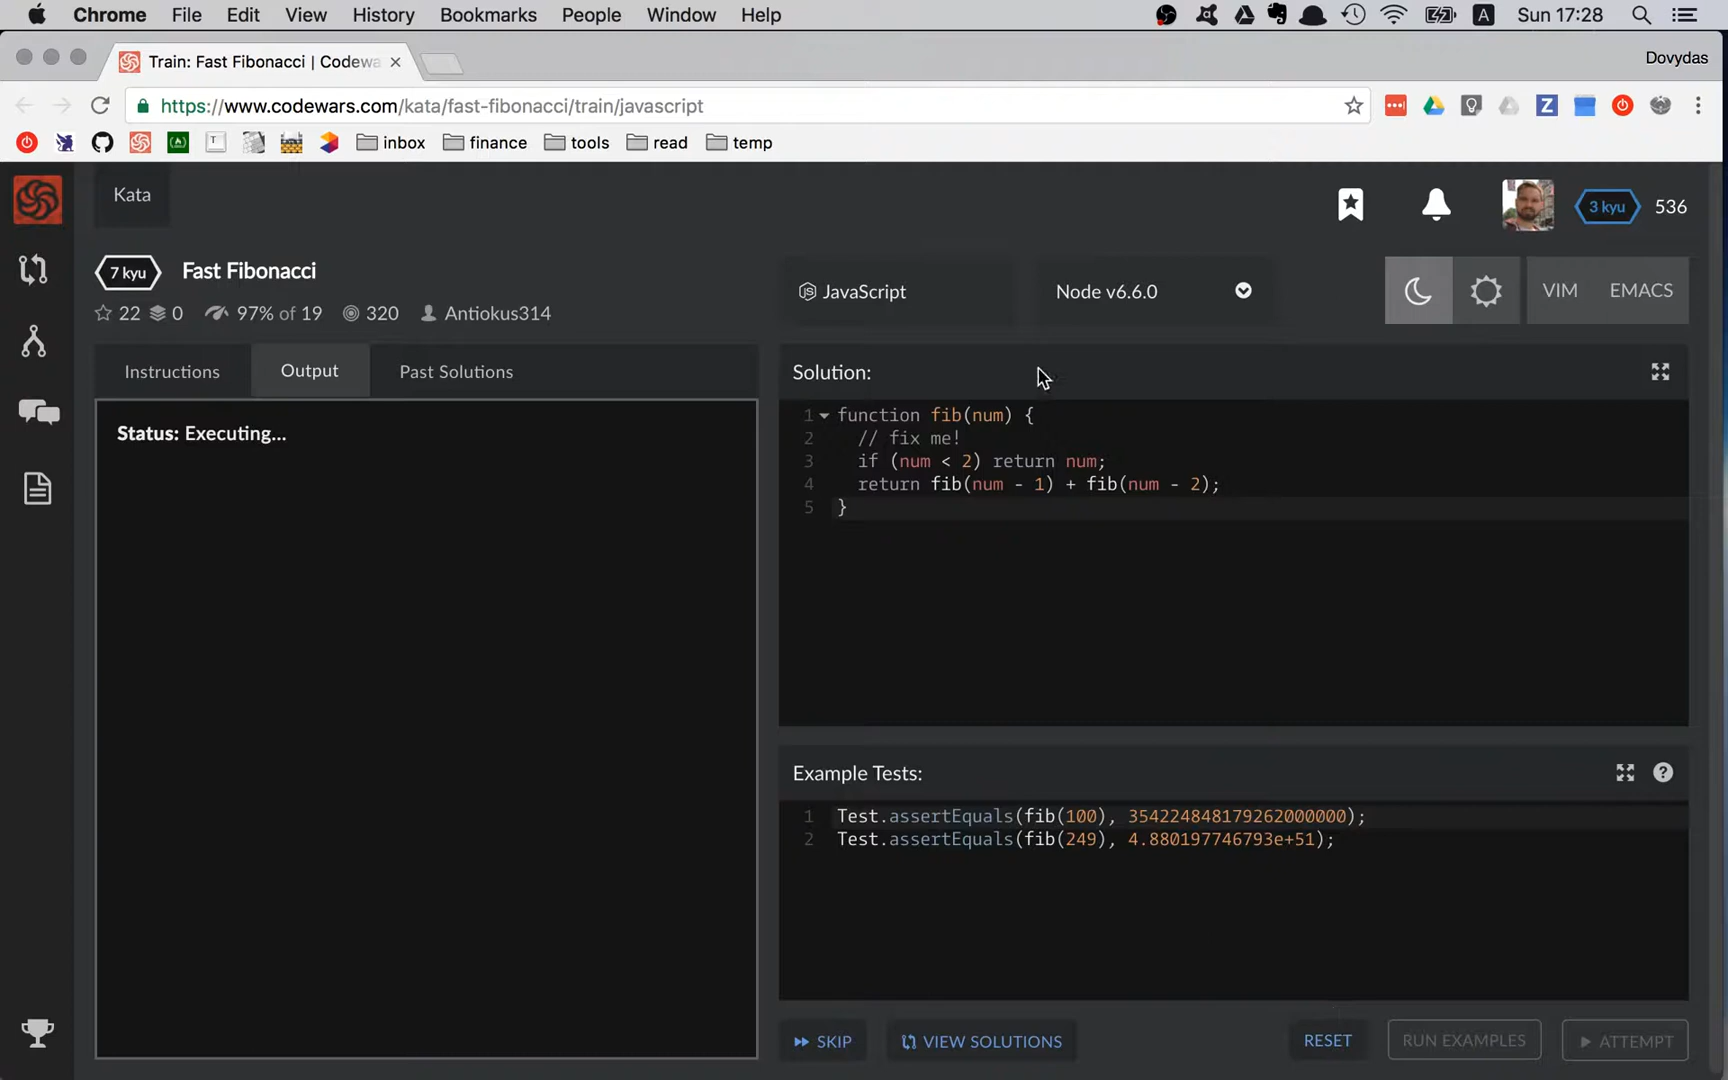 Chrome File Edit View History Bookmarks People Window Help A Sun 17:28
Train: Fast Fibonacci | Codewa
Dovydas
https://www.codewars.com/kata/fast-fibonacci/train/javascript
inbox finance tools read temp
Kata
3 kyu 536
7 kyu Fast Fibonacci
JavaScript Node v6.6.0 VIM EMACS
22 0 97% of 19 320 Antiokus314
Instructions Output Past Solutions
Solution:
Status: Executing...
1 function fib(num) {
2 // fix me!
3 if (num < 2) return num;
4 return fib(num - 1) + fib(num - 2);
5 }
Example Tests:
1 Test.assertEquals(fib(100), 354224848179262000000);
2 Test.assertEquals(fib(249), 4.880197746793e+51);
SKIP VIEW SOLUTIONS RESET RUN EXAMPLES ATTEMPT